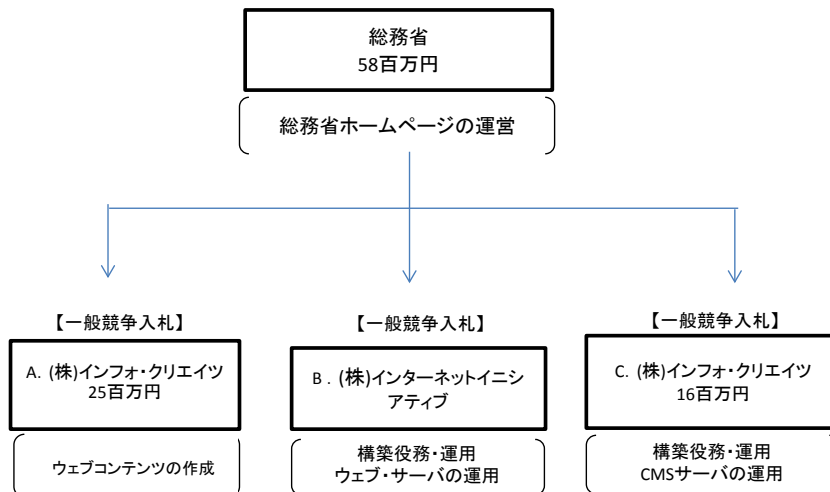 総務省
58百万円
総務省ホームページの運営
【一般競争入札】
A. (株)インフォ・クリエイツ
25百万円
ウェブコンテンツの作成
【一般競争入札】
B . (株)インターネットイニシ
アティブ
構築役務・運用
ウェブ・サーバの運用
【一般競争入札】
C. (株)インフォ・クリエイツ
16百万円
構築役務・運用
CMSサーバの運用